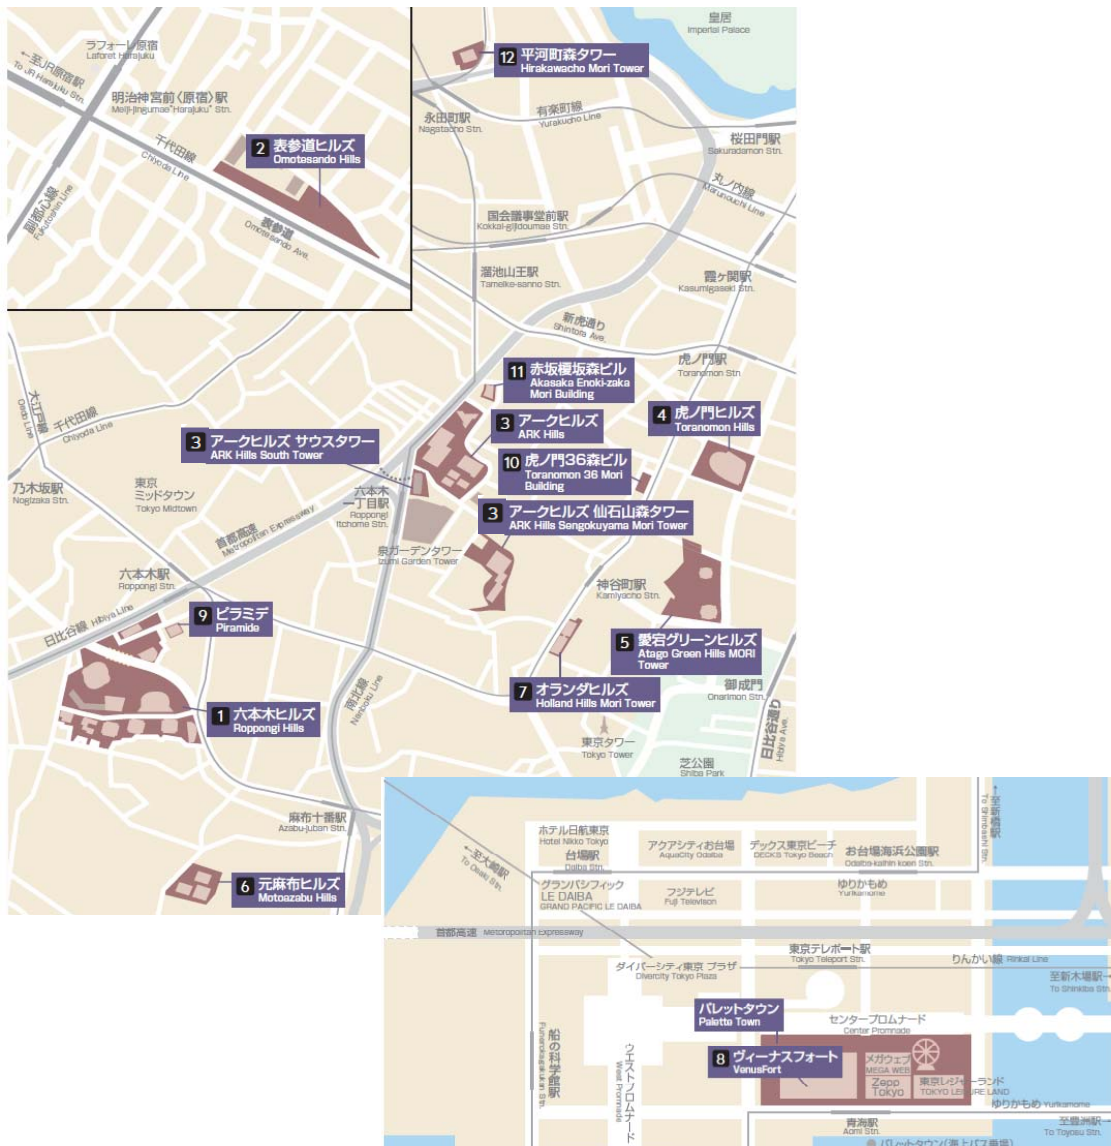 皇居
Imperial Palace
ラフォーレ原宿
Laforet Harajuku
←至JR原宿駅
To JR Harajuku Stn.
明治神宮前〈原宿〉駅
Meiji-jingumae"Harajuku" Stn.
千代田線
Chiyoda Line
2 表参道ヒルズ
Omotesando Hills
副都心線
Fukutoshin Line
表参道
Omotesando Ave.
12 平河町森タワー
Hirakawacho Mori Tower
永田町駅
Nagatacho Stn.
有楽町線
Yurakucho Line
桜田門駅
Sakuradamon Stn.
丸ノ内線
Marunouchi Line
国会議事堂前駅
Kokkai-gijidoumae Stn.
溜池山王駅
Tameike-sanno Stn.
霞ヶ関駅
Kasumigaseki Stn.
新虎通り
Shintora Ave.
虎ノ門駅
Toranomon Stn
11 赤坂榎坂森ビル
Akasaka Enoki-zaka
Mori Building
大江戸線
Oedo Line
千代田線
Chiyoda Line
3 アークヒルズ
ARK Hills
4 虎ノ門ヒルズ
Toranomon Hills
3 アークヒルズ サウスタワー
ARK Hills South Tower
10 虎ノ門36森ビル
Toranomon 36 Mori
Building
乃木坂駅
Nogizaka Stn.
東京
ミッドタウン
Tokyo Midtown
六本木
一丁目駅
Roppongi
Itchome Stn.
3 アークヒルズ 仙石山森タワー
ARK Hills Sengokuyama Mori Tower
首都高速
Metropolitan Expressway
泉ガーデンタワー
Izumi Garden Tower
六本木駅
Roppongi Stn.
神谷町駅
Kamiyacho Stn.
日比谷線 Hibiya Line
9 ピラミデ
Piramide
5 愛宕グリーンヒルズ
Atago Green Hills MORI
Tower
7 オランダヒルズ
Holland Hills Mori Tower
御成門
Onarimon Stn.
南北線
Nanboku Line
1 六本木ヒルズ
Roppongi Hills
東京タワー
Tokyo Tower
日比谷通り
Hibiya Ave.
芝公園
Shiba Park
麻布十番駅
Azabu-juban Stn.
6 元麻布ヒルズ
Motoazabu Hills
←至新橋駅
To Shinbashi Stn.
ホテル日航東京
Hotel Nikko Tokyo
台場駅
Daiba Stn.
アクアシティお台場
AquaCity Odaiba
デックス東京ビーチ
DECKS Tokyo Beach
お台場海浜公園駅
Odaiba-kaihin koen Stn.
←至大崎駅
To Osaki Stn.
グランパシフィック
LE DAIBA
GRAND PACIFIC LE DAIBA
フジテレビ
Fuji Television
ゆりかもめ
Yurikamome
首都高速 Metoropolitan Expressway
東京テレポート駅
Tokyo Teleport Stn.
りんかい線 Rinkai Line
ダイバーシティ東京 プラザ
Divercity Tokyo Plaza
至新木場駅→
To Shinkiba Stn.
パレットタウン
Palette Town
センタープロムナード
Center Promnade
船の科学館駅
Funenokagakukan Stn.
ウエストプロムナード
West Promnade
8 ヴィーナスフォート
VenusFort
メガウェブ
MEGA WEB
Zepp
Tokyo
東京レジャーランド
TOKYO LEISURE LAND
ゆりかもめ Yurikamome
青海駅
Aomi Stn.
至豊洲駅→
To Toyosu Stn.
パレットタウン(海上バス乗場)